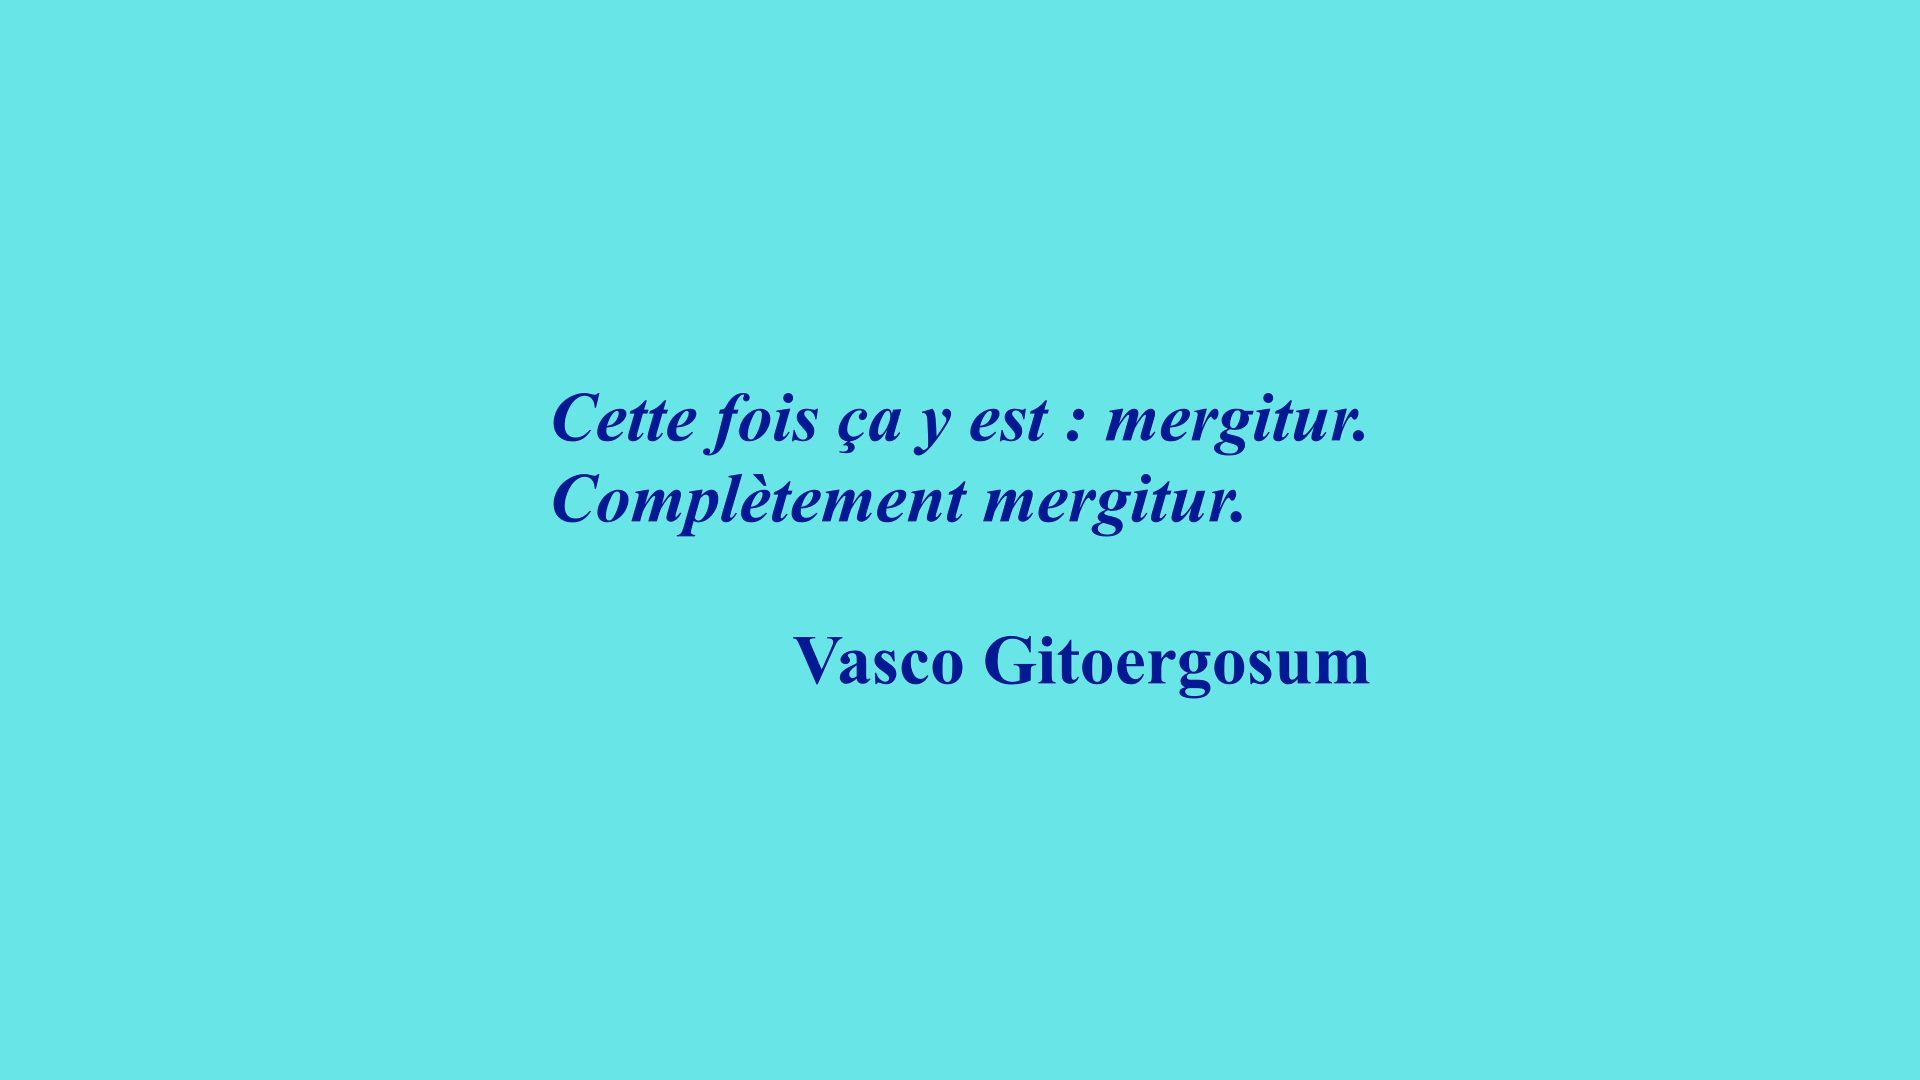 Cette fois ça y est : mergitur.
Complètement mergitur.
Vasco Gitoergosum